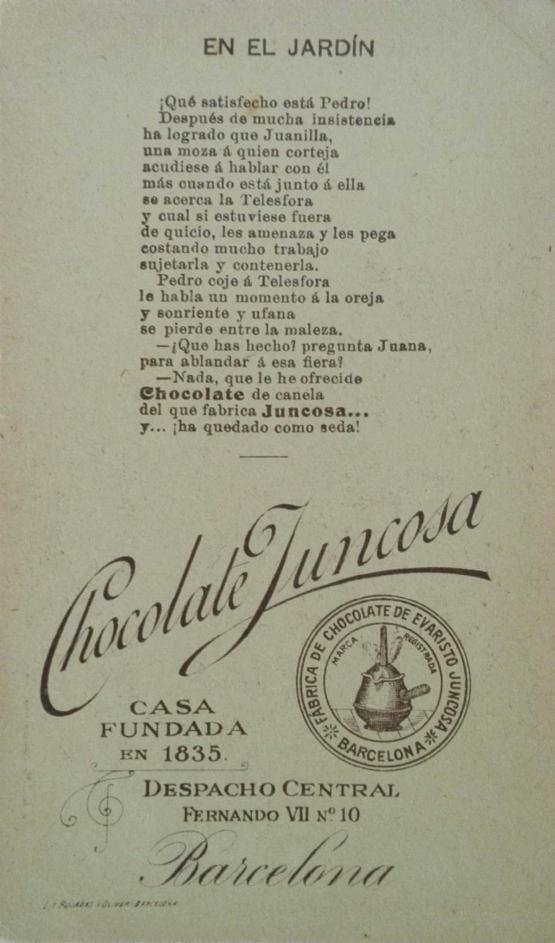 EN EL JARDÍN
¡Qué satisfecho está Pedro!
Después de mucha insistencia
ha logrado que Juanilla,
una moza á quien corteja
acudiese á hablar con él
más cuando está junto á ella
se acerca la Telesfora
y cual si estuviese fuera
de quicio, les amenaza y les pega
costando mucho trabajo
sujetarla y contenerla.
Pedro coje á Telesfora
le habla un momento á la oreja
y sonriente y ufana
se pierde entre la maleza.
—¿Que has hecho? pregunta Juana,
para ablandar á esa fiera?
—Nada, que le he ofrecido
Chocolate de canela
del que fabrica Juncosa...
y... ¡ha quedado como seda!
Chocolate Juncosa
FÁBRICA DE CHOCOLATE DE EVARISTO JUNCOSA
MARCA REGISTRADA
BARCELONA
CASA
FUNDADA
EN 1835.
DESPACHO CENTRAL
FERNANDO VII Nº 10
Barcelona
BARCELONA